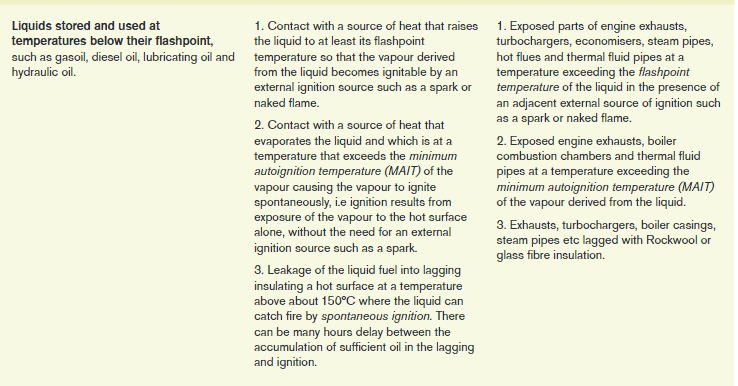 Liquids stored and used at
temperatures below their flashpoint,
such as gasoil, diesel oil, lubricating oil and
hydraulic oil.
1. Contact with a source of heat that raises
the liquid to at least its flashpoint
temperature so that the vapour derived
from the liquid becomes ignitable by an
external ignition source such as a spark or
naked flame.
2. Contact with a source of heat that
evaporates the liquid and which is at a
temperature that exceeds the minimum
autoignition temperature (MAIT) of the
vapour causing the vapour to ignite
spontaneously, i.e ignition results from
exposure of the vapour to the hot surface
alone, without the need for an external
ignition source such as a spark.
3. Leakage of the liquid fuel into lagging
insulating a hot surface at a temperature
above about 150°C where the liquid can
catch fire by spontaneous ignition. There
can be many hours delay between the
accumulation of sufficient oil in the lagging
and ignition.
1. Exposed parts of engine exhausts,
turbochargers, economisers, steam pipes,
hot flues and thermal fluid pipes at a
temperature exceeding the flashpoint
temperature of the liquid in the presence of
an adjacent external source of ignition such
as a spark or naked flame.
2. Exposed engine exhausts, boiler
combustion chambers and thermal fluid
pipes at a temperature exceeding the
minimum autoignition temperature (MAIT)
of the vapour derived from the liquid.
3. Exhausts, turbochargers, boiler casings,
steam pipes etc lagged with Rockwool or
glass fibre insulation.